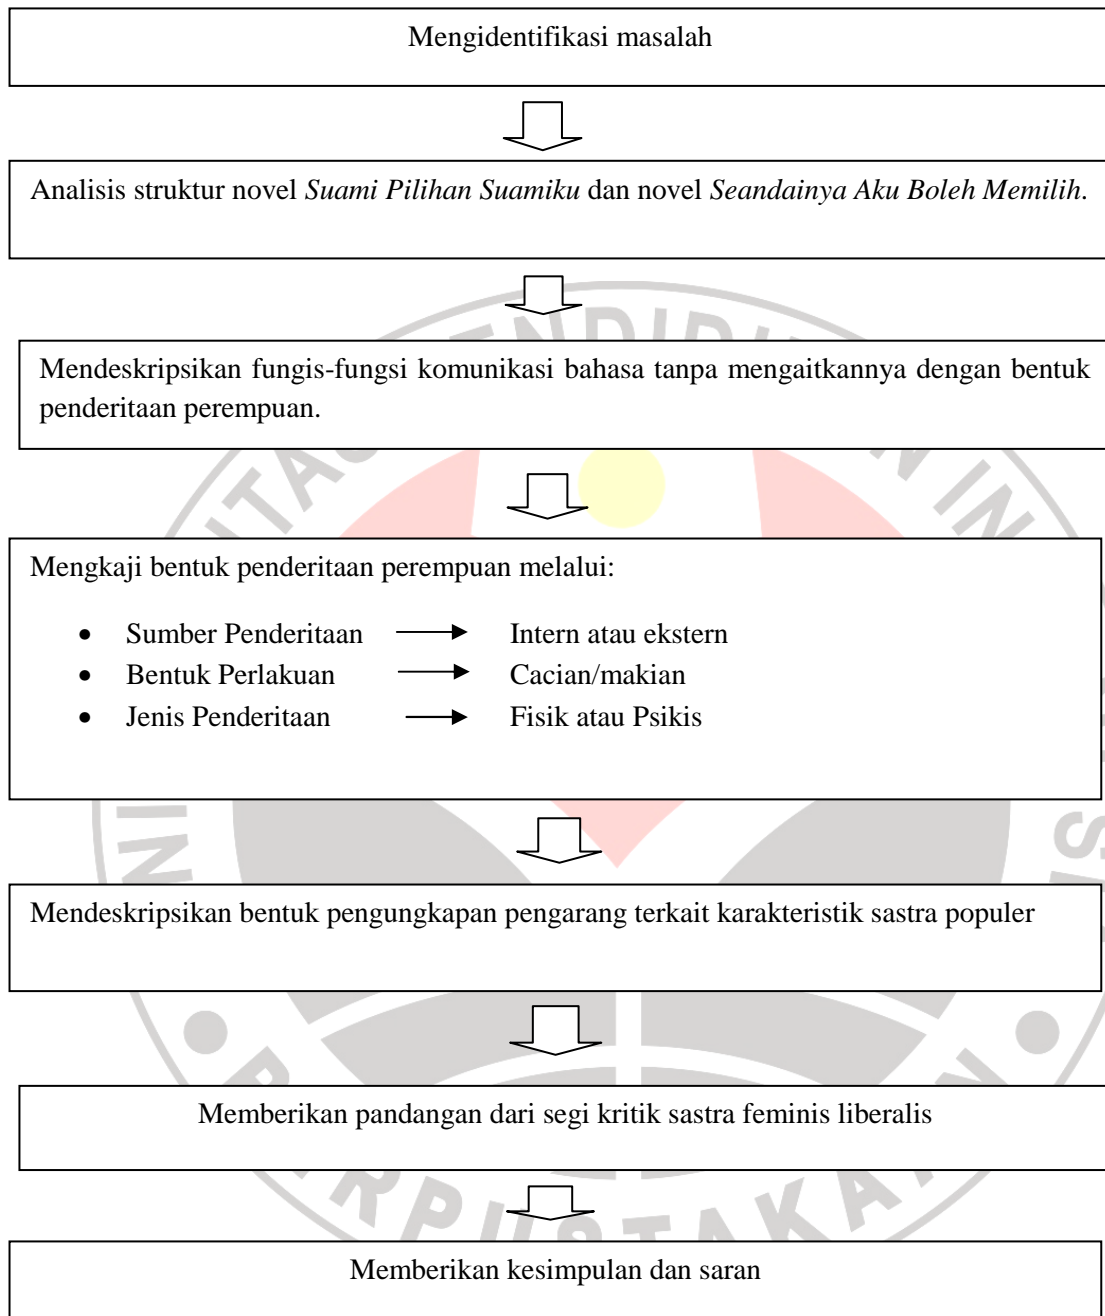 Mengidentifikasi masalah
Analisis struktur novel Suami Pilihan Suamiku dan novel Seandainya Aku Boleh Memilih.
Mendeskripsikan fungis-fungsi komunikasi bahasa tanpa mengaitkannya dengan bentuk
penderitaan perempuan.
Mengkaji bentuk penderitaan perempuan melalui:
• Sumber Penderitaan → Intern atau ekstern
• Bentuk Perlakuan → Cacian/makian
• Jenis Penderitaan → Fisik atau Psikis
Mendeskripsikan bentuk pengungkapan pengarang terkait karakteristik sastra populer
Memberikan pandangan dari segi kritik sastra feminis liberalis
Memberikan kesimpulan dan saran